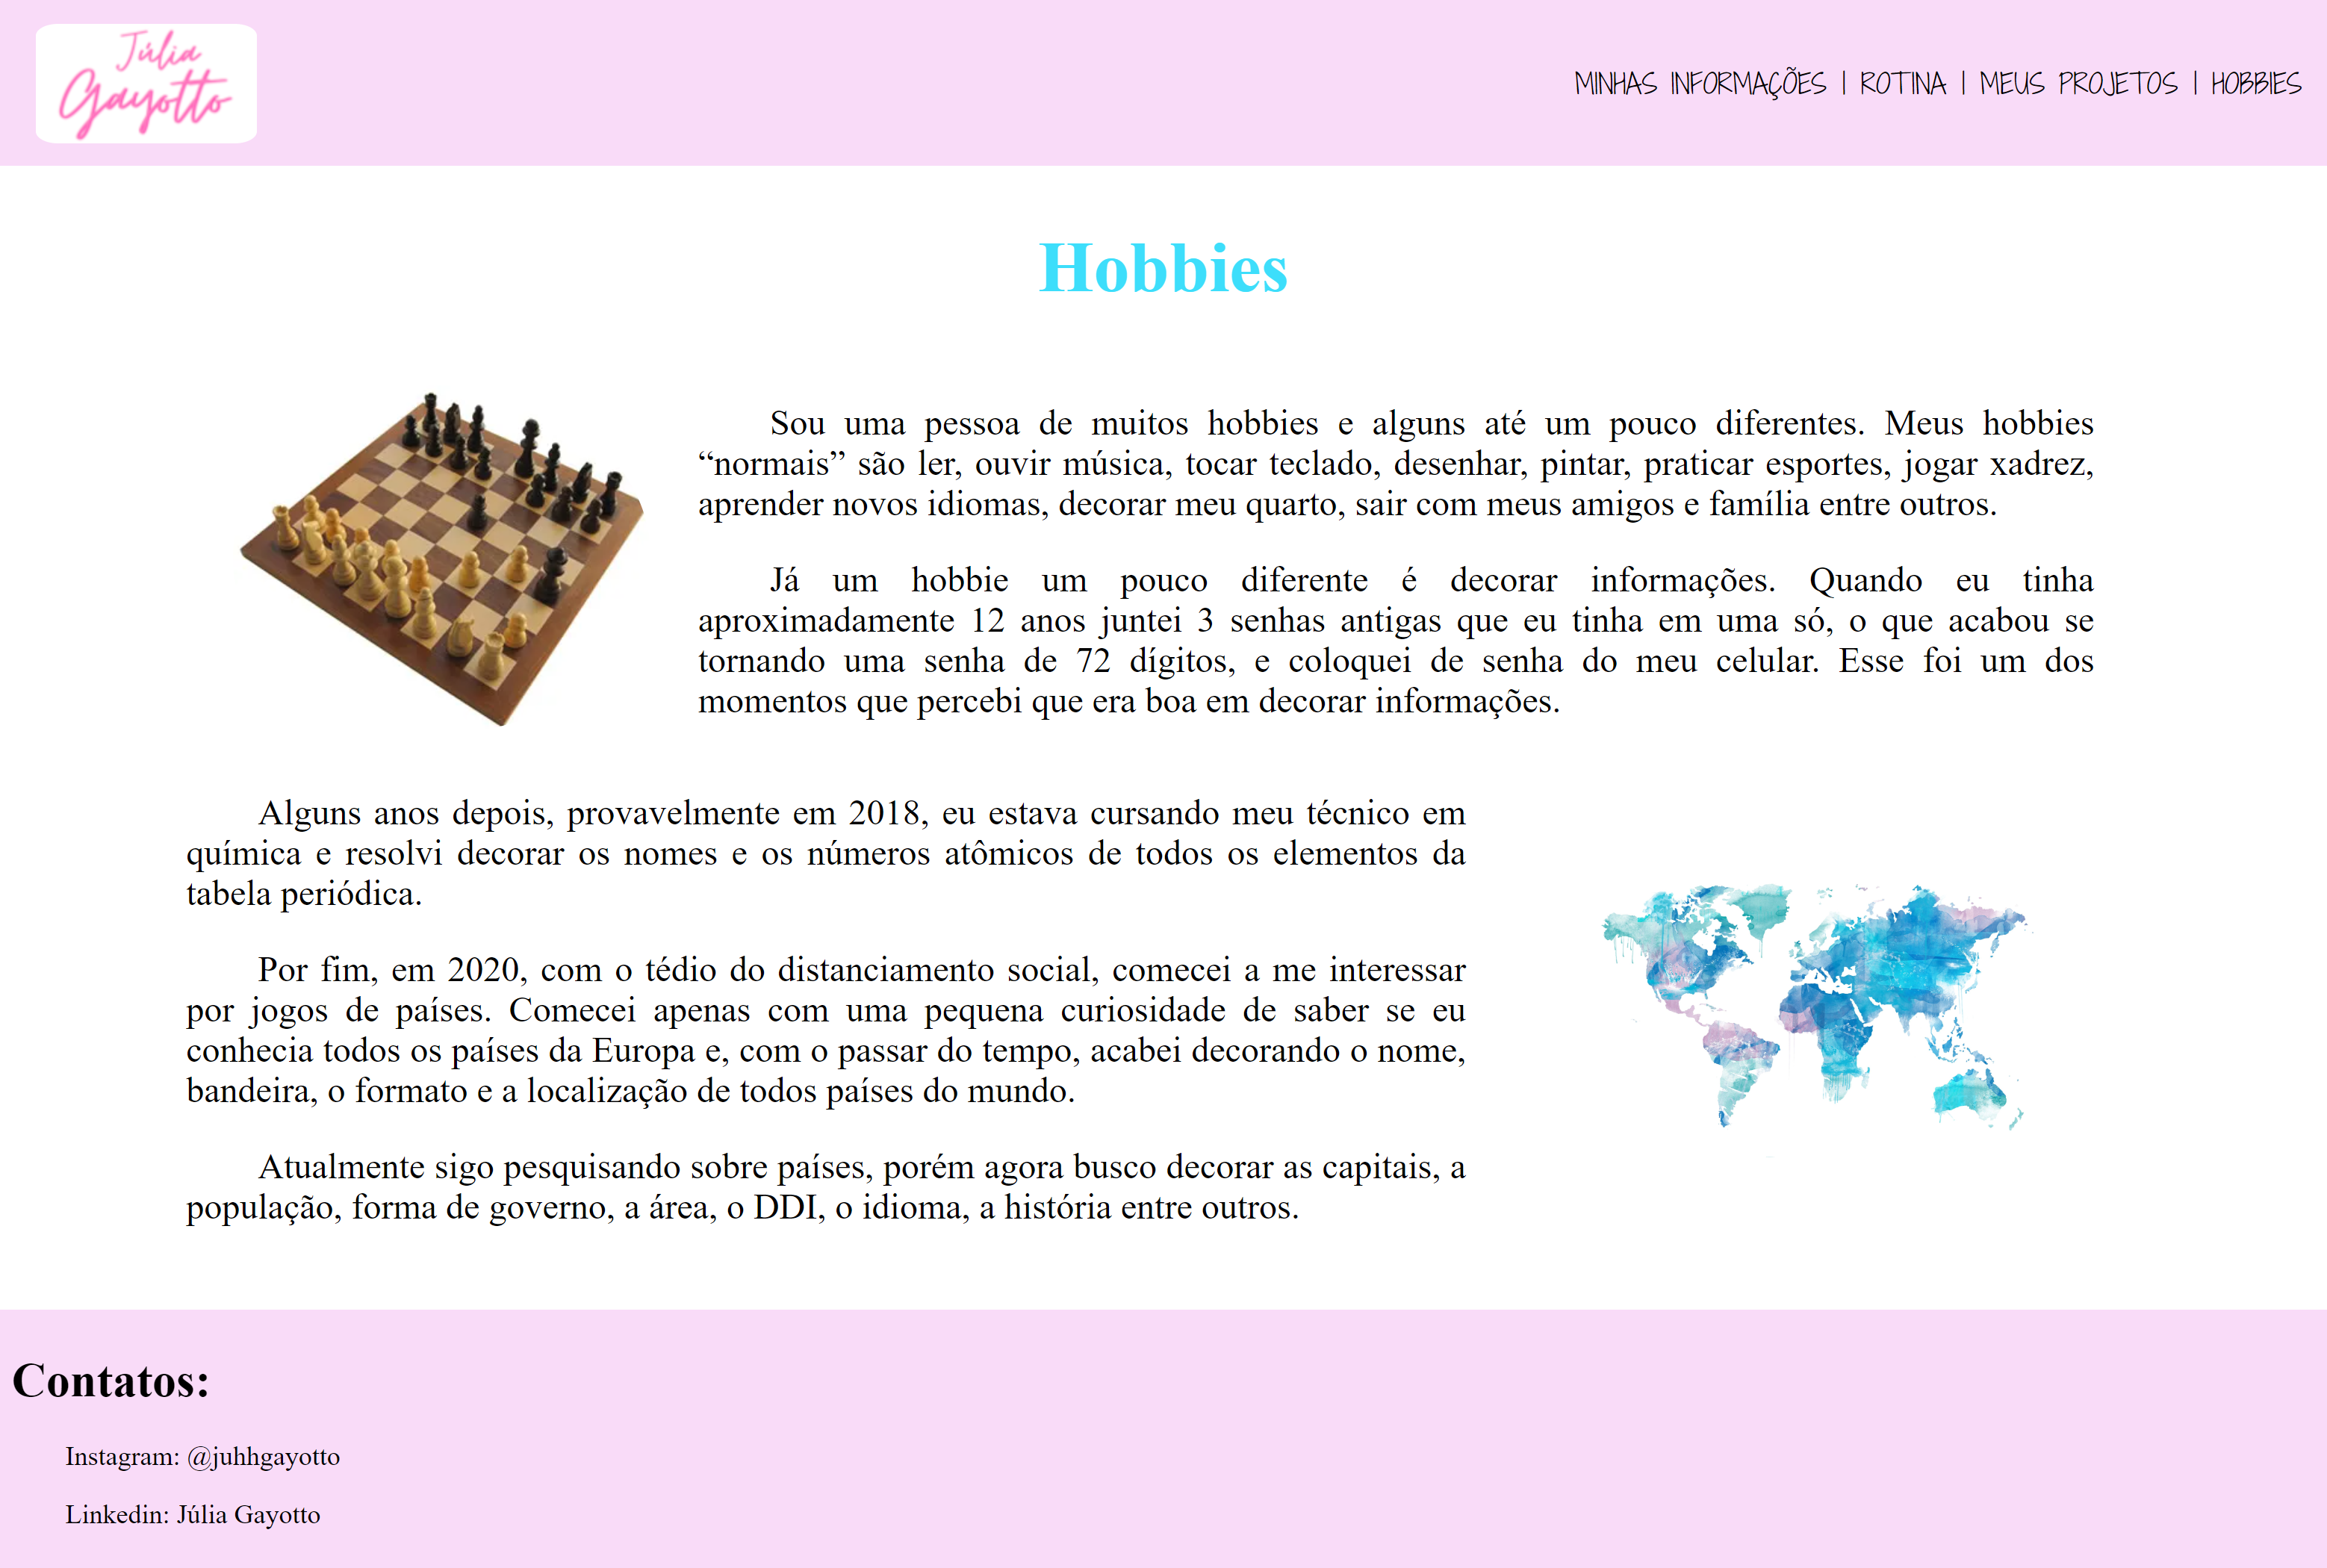 Júlia
Gayotto
MINHAS INFORMAÇÕES | ROTINA | MEUS PROJETOS | HOBBIES
Hobbies
Sou uma pessoa de muitos hobbies e alguns até um pouco diferentes. Meus hobbies
“normais” são ler, ouvir música, tocar teclado, desenhar, pintar, praticar esportes, jogar xadrez,
aprender novos idiomas, decorar meu quarto, sair com meus amigos e família entre outros.
Já um hobbie um pouco diferente é decorar informações. Quando eu tinha
aproximadamente 12 anos juntei 3 senhas antigas que eu tinha em uma só, o que acabou se
tornando uma senha de 72 dígitos, e coloquei de senha do meu celular. Esse foi um dos
momentos que percebi que era boa em decorar informações.
Alguns anos depois, provavelmente em 2018, eu estava cursando meu técnico em
química e resolvi decorar os nomes e os números atômicos de todos os elementos da
tabela periódica.
Por fim, em 2020, com o tédio do distanciamento social, comecei a me interessar
por jogos de países. Comecei apenas com uma pequena curiosidade de saber se eu
conhecia todos os países da Europa e, com o passar do tempo, acabei decorando o nome,
bandeira, o formato e a localização de todos países do mundo.
Atualmente sigo pesquisando sobre países, porém agora busco decorar as capitais, a
população, forma de governo, a área, o DDI, o idioma, a história entre outros.
Contatos:
Instagram: @juhhgayotto
Linkedin: Júlia Gayotto